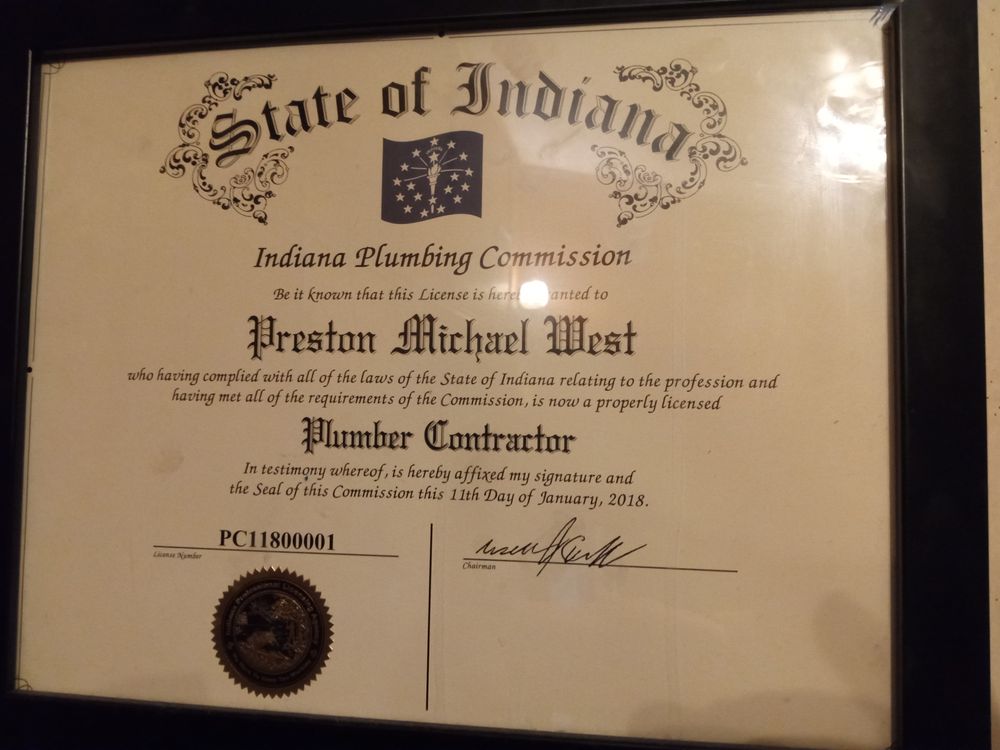 State of Indiana
Indiana Plumbing Commission
Be it known that this License is to
Preston Michael West
who having complied with all of the laws of the State of Indiana relating to the profession and
having met all of the requirements of the Commission, is now a properly licensed
Plumber Contractor
In testimony whereof, is hereby affixed my signature and
the Seal of this Commission this 11th Day of January, 2018.
PC11800001
License Number
Chairman